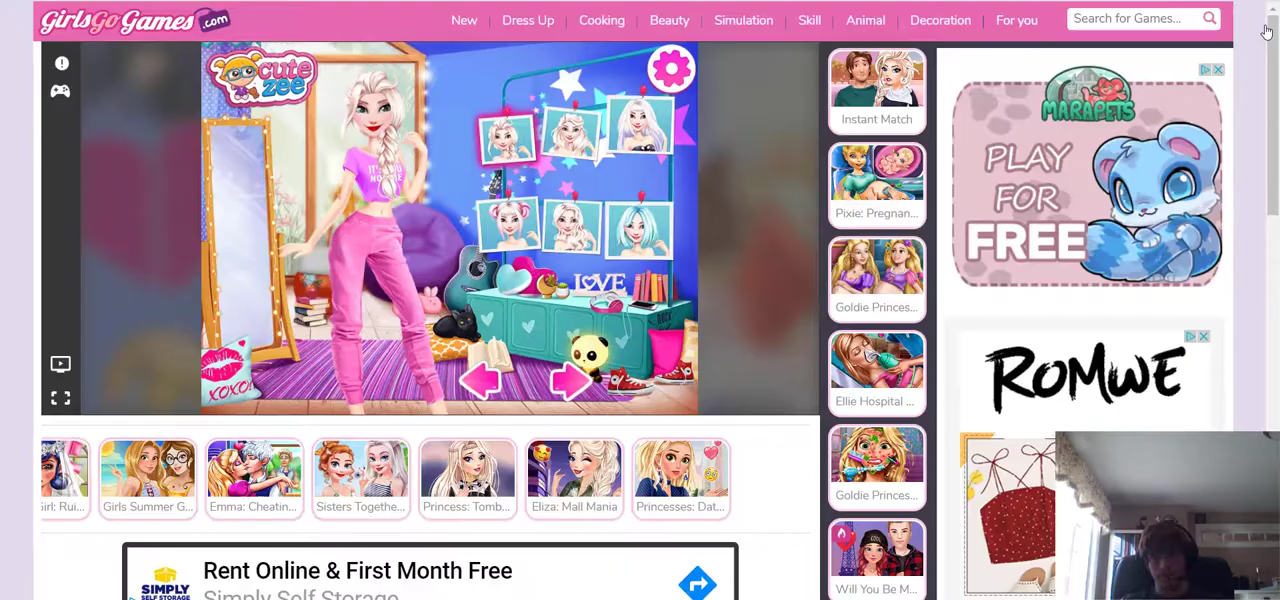 GirlsGoGames.com
New
Dress Up
Cooking
Beauty
Simulation
Skill
Animal
Decoration
For you
Search for Games...
cute
zee
LOVE
XOXO
Instant Match
Pixie: Pregnan...
Goldie Princes...
Ellie Hospital ...
Goldie Princes...
Will You Be M...
MARAPETS
PLAY
FOR
FREE
ROMWE
Girl: Rui...
Girls Summer G...
Emma: Cheatin...
Sisters Togethe...
Princess: Tomb...
Eliza: Mall Mania
Princesses: Dat...
SIMPLY
SELF STORAGE
Rent Online & First Month Free
Simply Self Storage